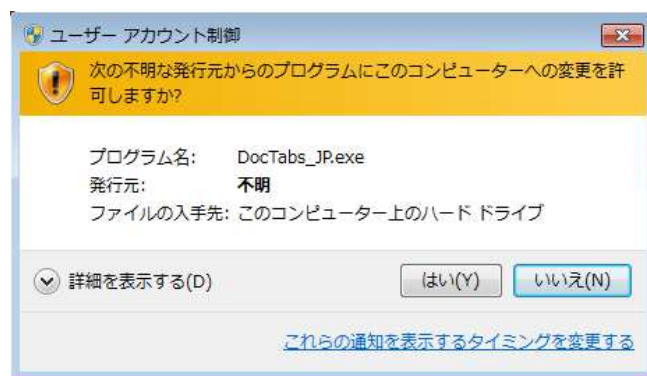 ユーザー アカウント制御
次の不明な発行元からのプログラムにこのコンピューターへの変更を許
可しますか?
プログラム名: DocTabs_JP.exe
発行元: 不明
ファイルの入手先: このコンピューター上のハード ドライブ
詳細を表示する(D) はい(Y) いいえ(N)
これらの通知を表示するタイミングを変更する